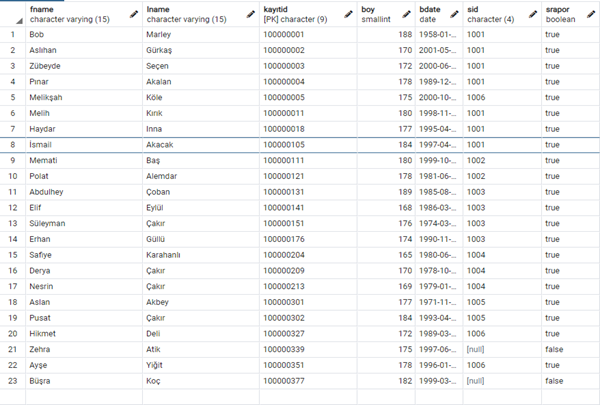 fname lname kayıtid boy bdate sid srapor
character varying (15) character varying (15) [PK] character (9) smallint date character (4) boolean
1 Bob Marley 100000001 188 1958-01-... 1001 true
2 Aslıhan Gürkaş 100000002 170 2001-05-... 1001 true
3 Zübeyde Seçen 100000003 172 2000-06-... 1001 true
4 Pınar Akalan 100000004 178 1989-12-... 1001 true
5 Melikşah Köle 100000005 175 2000-10-... 1006 true
6 Melih Kırık 100000011 180 1998-11-... 1001 true
7 Haydar Inna 100000018 177 1995-04-... 1001 true
8 İsmail Akacak 100000105 184 1997-04-... 1001 true
9 Memati Baş 100000111 180 1999-10-... 1002 true
10 Polat Alemdar 100000121 178 1981-06-... 1002 true
11 Abdulhey Çoban 100000131 189 1985-08-... 1003 true
12 Elif Eylül 100000141 168 1986-03-... 1003 true
13 Süleyman Çakır 100000151 176 1974-03-... 1003 true
14 Erhan Güllü 100000176 174 1990-11-... 1003 true
15 Safiye Karahanlı 100000204 165 1980-06-... 1004 true
16 Derya Çakır 100000209 170 1978-10-... 1004 true
17 Nesrin Çakır 100000213 169 1979-01-... 1004 true
18 Aslan Akbey 100000301 177 1971-11-... 1005 true
19 Pusat Çakır 100000302 184 1993-04-... 1005 true
20 Hikmet Deli 100000327 172 1989-03-... 1006 true
21 Zehra Atik 100000339 175 1997-06-... [null] false
22 Ayşe Yiğit 100000351 178 1996-01-... 1006 true
23 Büşra Koç 100000377 182 1999-03-... [null] false